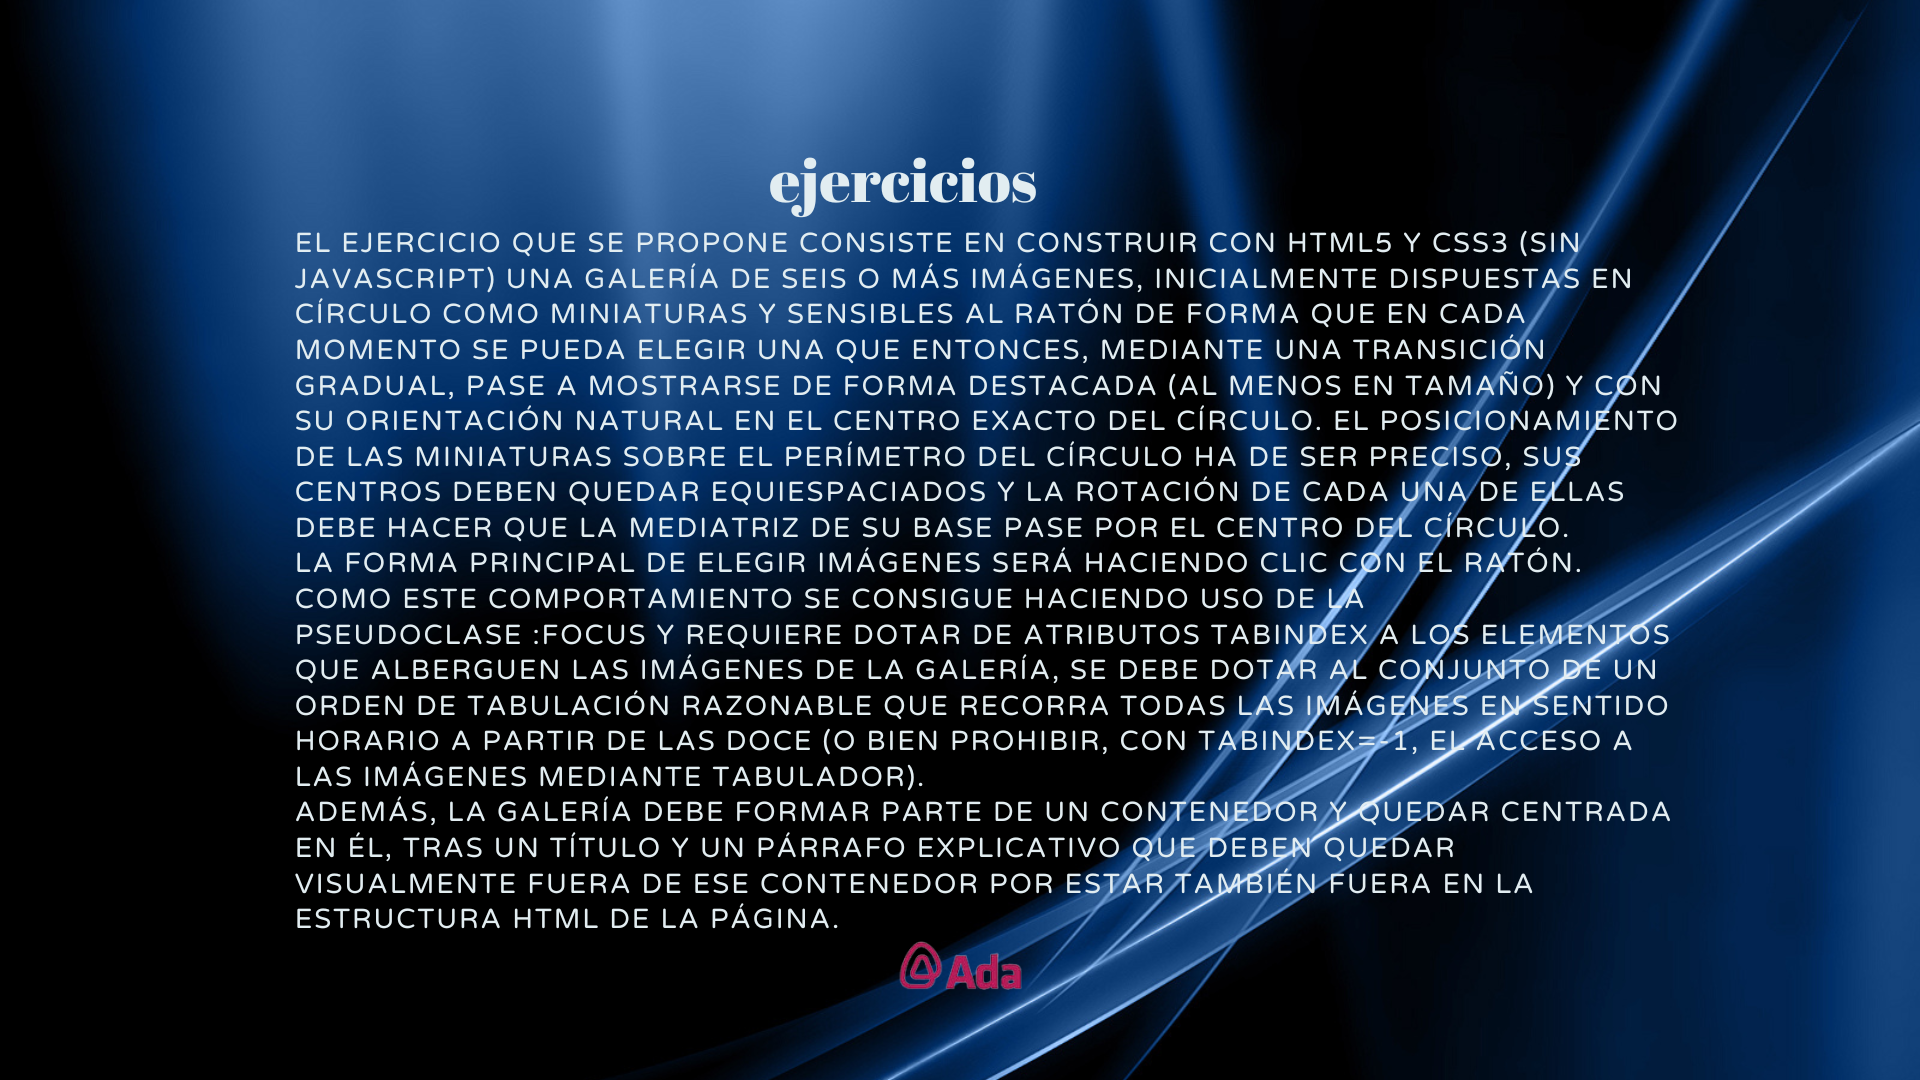 ejercicios
EL EJERCICIO QUE SE PROPONE CONSISTE EN CONSTRUIR CON HTML5 Y CSS3 (SIN
JAVASCRIPT) UNA GALERÍA DE SEIS O MÁS IMÁGENES, INICIALMENTE DISPUESTAS EN
CÍRCULO COMO MINIATURAS Y SENSIBLES AL RATÓN DE FORMA QUE EN CADA
MOMENTO SE PUEDA ELEGIR UNA QUE ENTONCES, MEDIANTE UNA TRANSICIÓN
GRADUAL, PASE A MOSTRARSE DE FORMA DESTACADA (AL MENOS EN TAMAÑO) Y CON
SU ORIENTACIÓN NATURAL EN EL CENTRO EXACTO DEL CÍRCULO. EL POSICIONAMIENTO
DE LAS MINIATURAS SOBRE EL PERÍMETRO DEL CÍRCULO HA DE SER PRECISO, SUS
CENTROS DEBEN QUEDAR EQUIESPACIADOS Y LA ROTACIÓN DE CADA UNA DE ELLAS
DEBE HACER QUE LA MEDIATRIZ DE SU BASE PASE POR EL CENTRO DEL CÍRCULO.
LA FORMA PRINCIPAL DE ELEGIR IMÁGENES SERÁ HACIENDO CLIC CON EL RATÓN.
COMO ESTE COMPORTAMIENTO SE CONSIGUE HACIENDO USO DE LA
PSEUDOCLASE :FOCUS Y REQUIERE DOTAR DE ATRIBUTOS TABINDEX A LOS ELEMENTOS
QUE ALBERGUEN LAS IMÁGENES DE LA GALERÍA, SE DEBE DOTAR AL CONJUNTO DE UN
ORDEN DE TABULACIÓN RAZONABLE QUE RECORRA TODAS LAS IMÁGENES EN SENTIDO
HORARIO A PARTIR DE LAS DOCE (O BIEN PROHIBIR, CON TABINDEX=-1, EL ACCESO A
LAS IMÁGENES MEDIANTE TABULADOR).
ADEMÁS, LA GALERÍA DEBE FORMAR PARTE DE UN CONTENEDOR Y QUEDAR CENTRADA
EN ÉL, TRAS UN TÍTULO Y UN PÁRRAFO EXPLICATIVO QUE DEBEN QUEDAR
VISUALMENTE FUERA DE ESE CONTENEDOR POR ESTAR TAMBIÉN FUERA EN LA
ESTRUCTURA HTML DE LA PÁGINA.
Ada